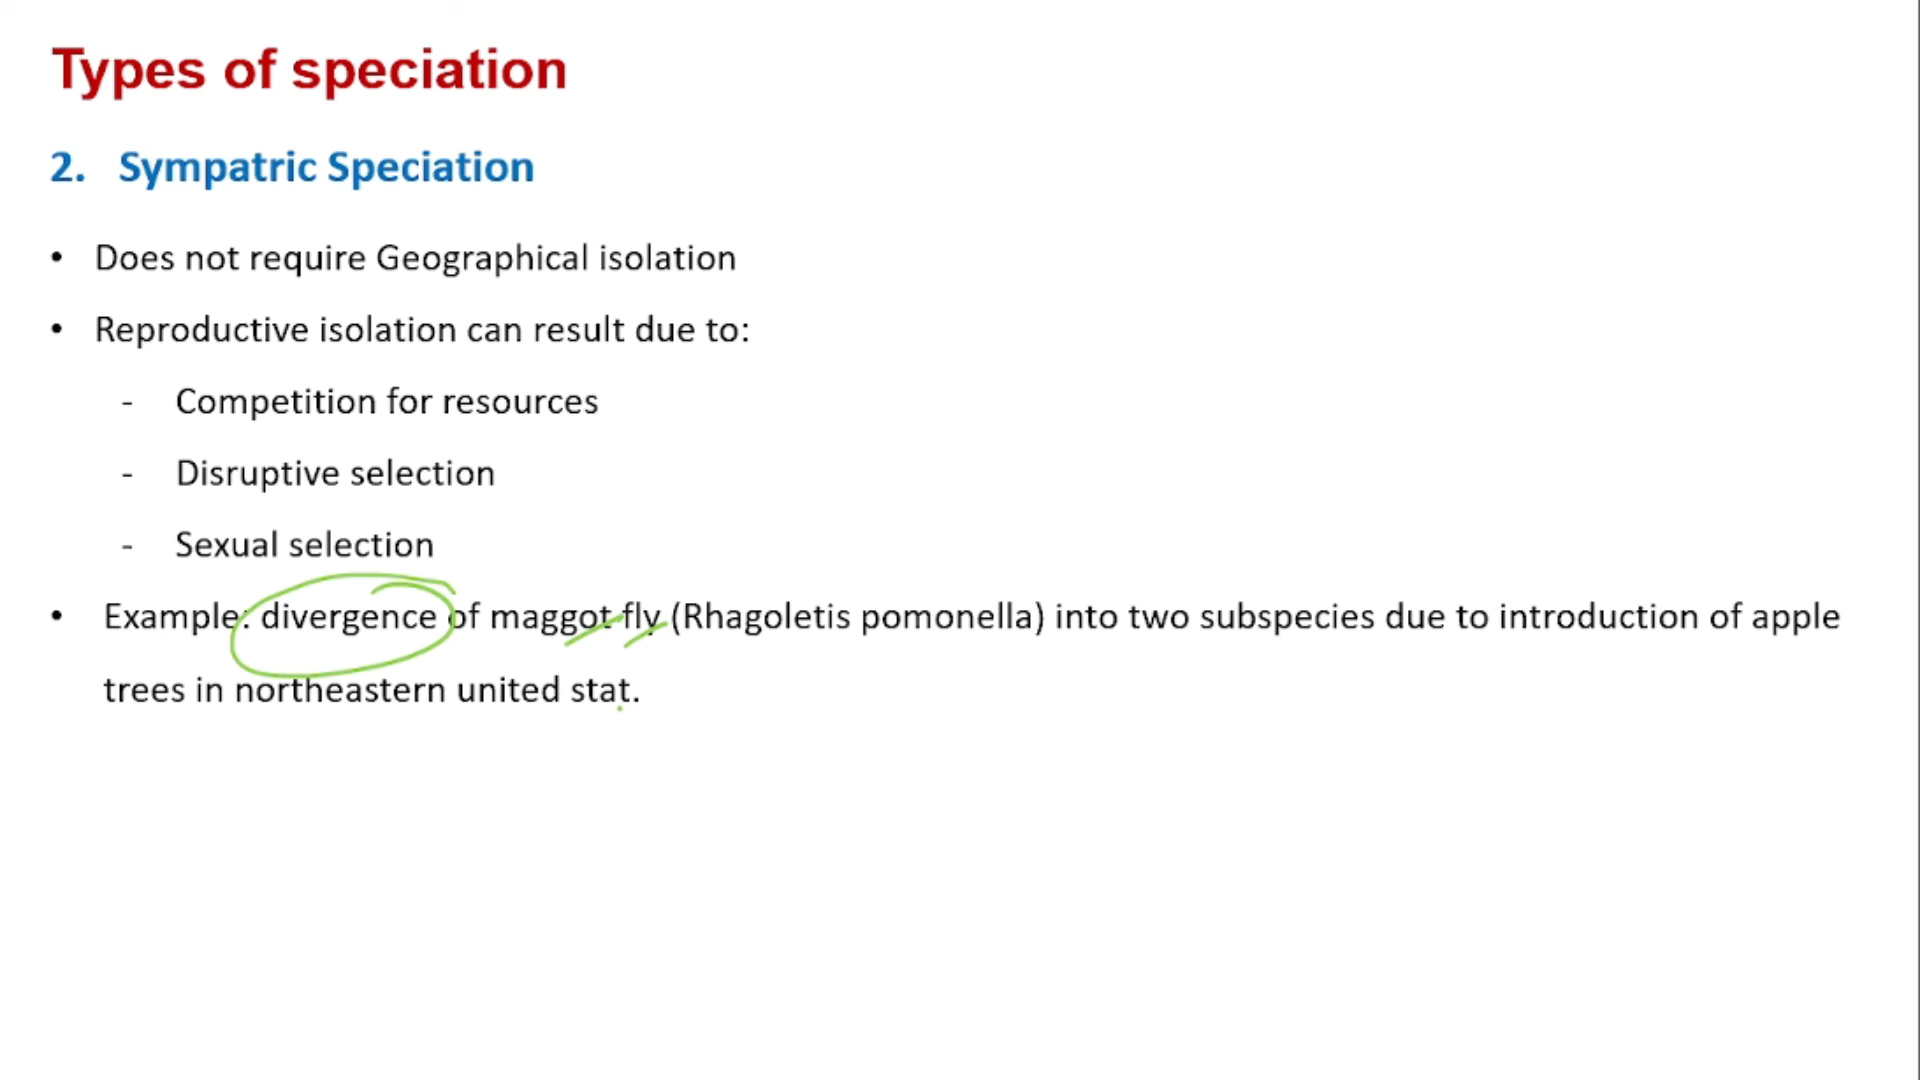 Types of speciation
2. Sympatric Speciation
• Does not require Geographical isolation
• Reproductive isolation can result due to:
- Competition for resources
- Disruptive selection
- Sexual selection
• Example: divergence of maggot fly (Rhagoletis pomonella) into two subspecies due to introduction of apple
trees in northeastern united stat.